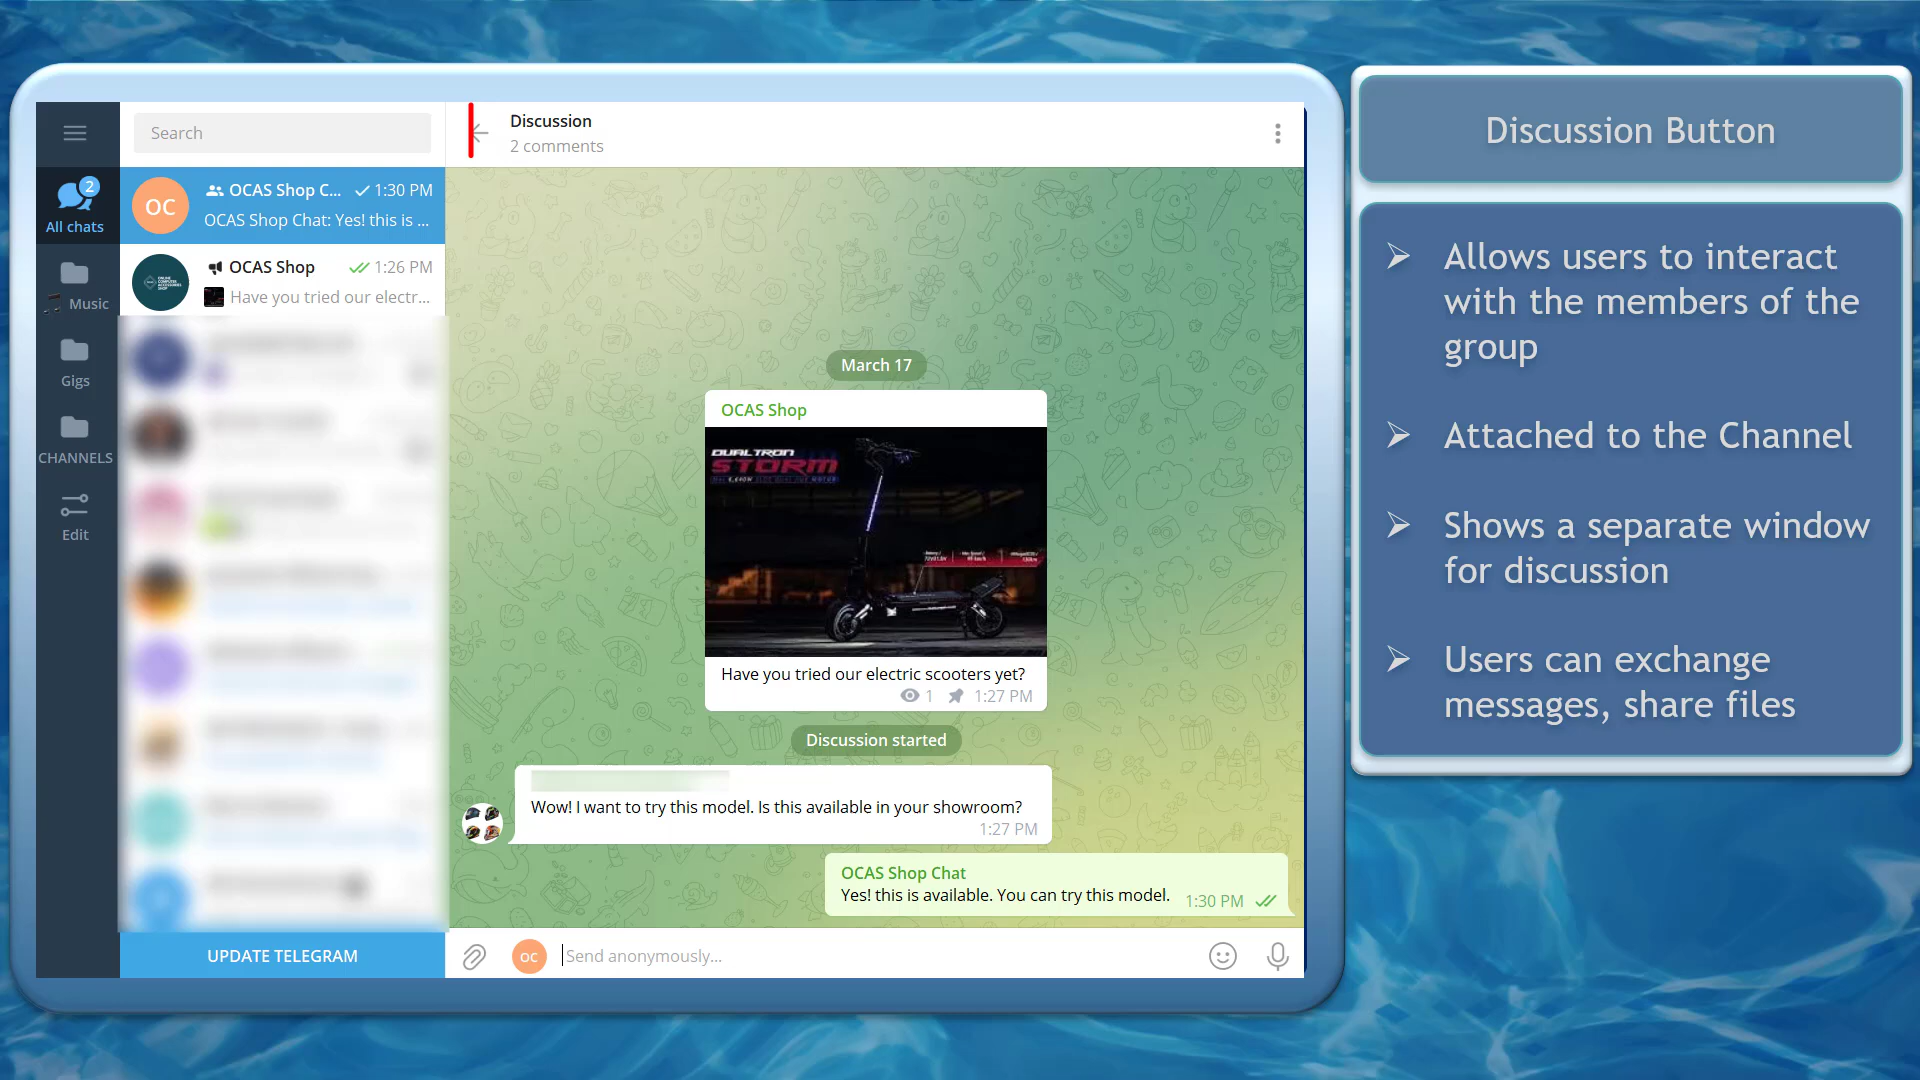 Search
Discussion
2 comments
2
All chats
Music
Gigs
CHANNELS
Edit
OC
OCAS Shop C... 1:30 PM
OCAS Shop Chat: Yes! this is ...
OCAS Shop 1:26 PM
Have you tried our electr...
UPDATE TELEGRAM
March 17
OCAS Shop
DUALTRON
STORM
Have you tried our electric scooters yet?
1 1:27 PM
Discussion started
Wow! I want to try this model. Is this available in your showroom?
1:27 PM
OCAS Shop Chat
Yes! this is available. You can try this model. 1:30 PM
OC
Send anonymously...
Discussion Button
Allows users to interact
with the members of the
group
Attached to the Channel
Shows a separate window
for discussion
Users can exchange
messages, share files